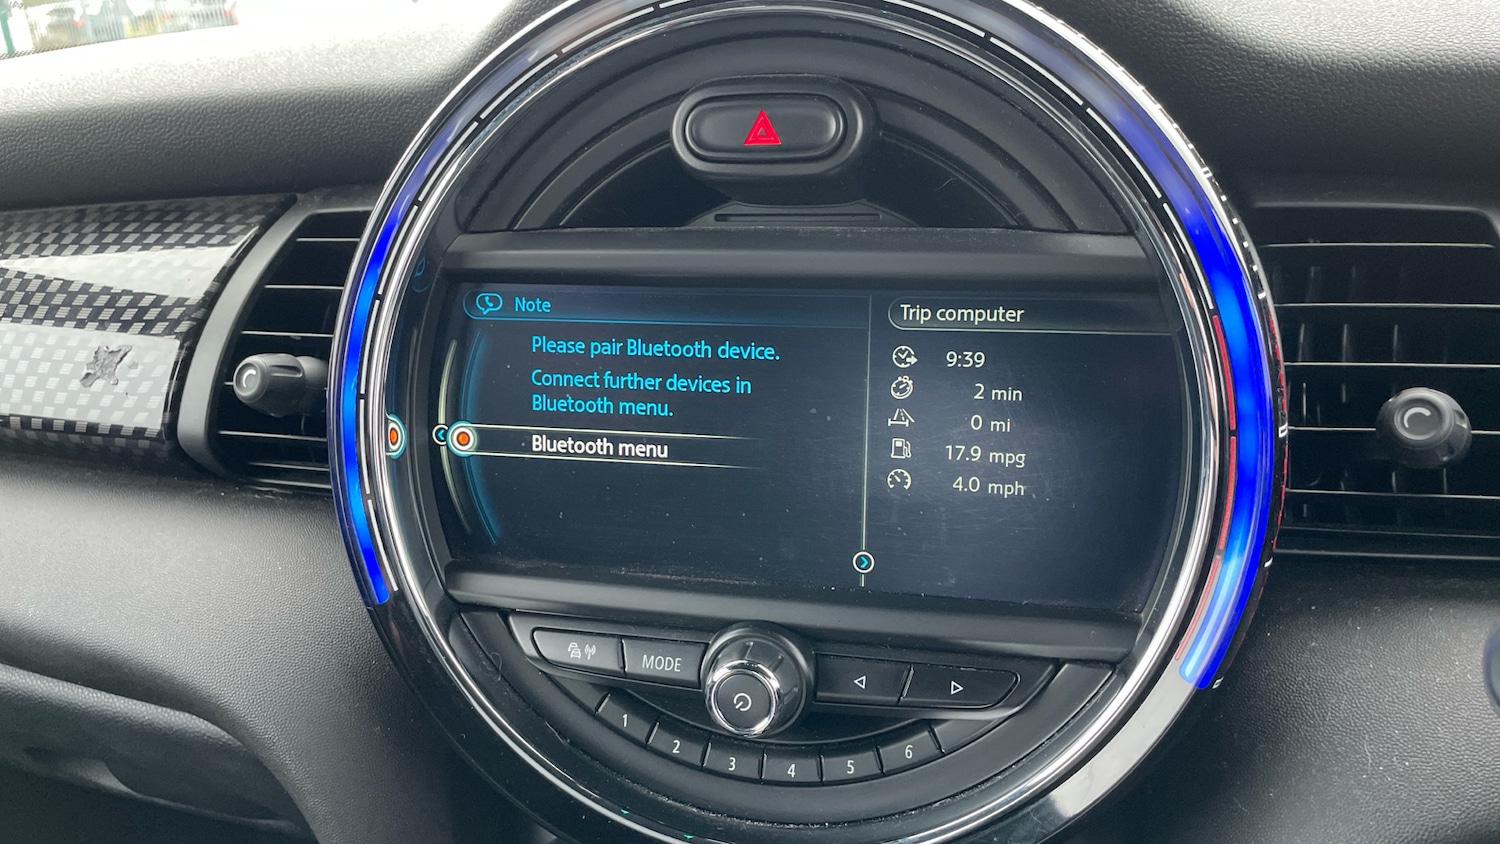 Note
Please pair Bluetooth device.
Connect further devices in
Bluetooth menu.
Bluetooth menu
Trip computer
9:39
2 min
0 mi
17.9 mpg
4.0 mph
MODE
1
2
3
4
5
6